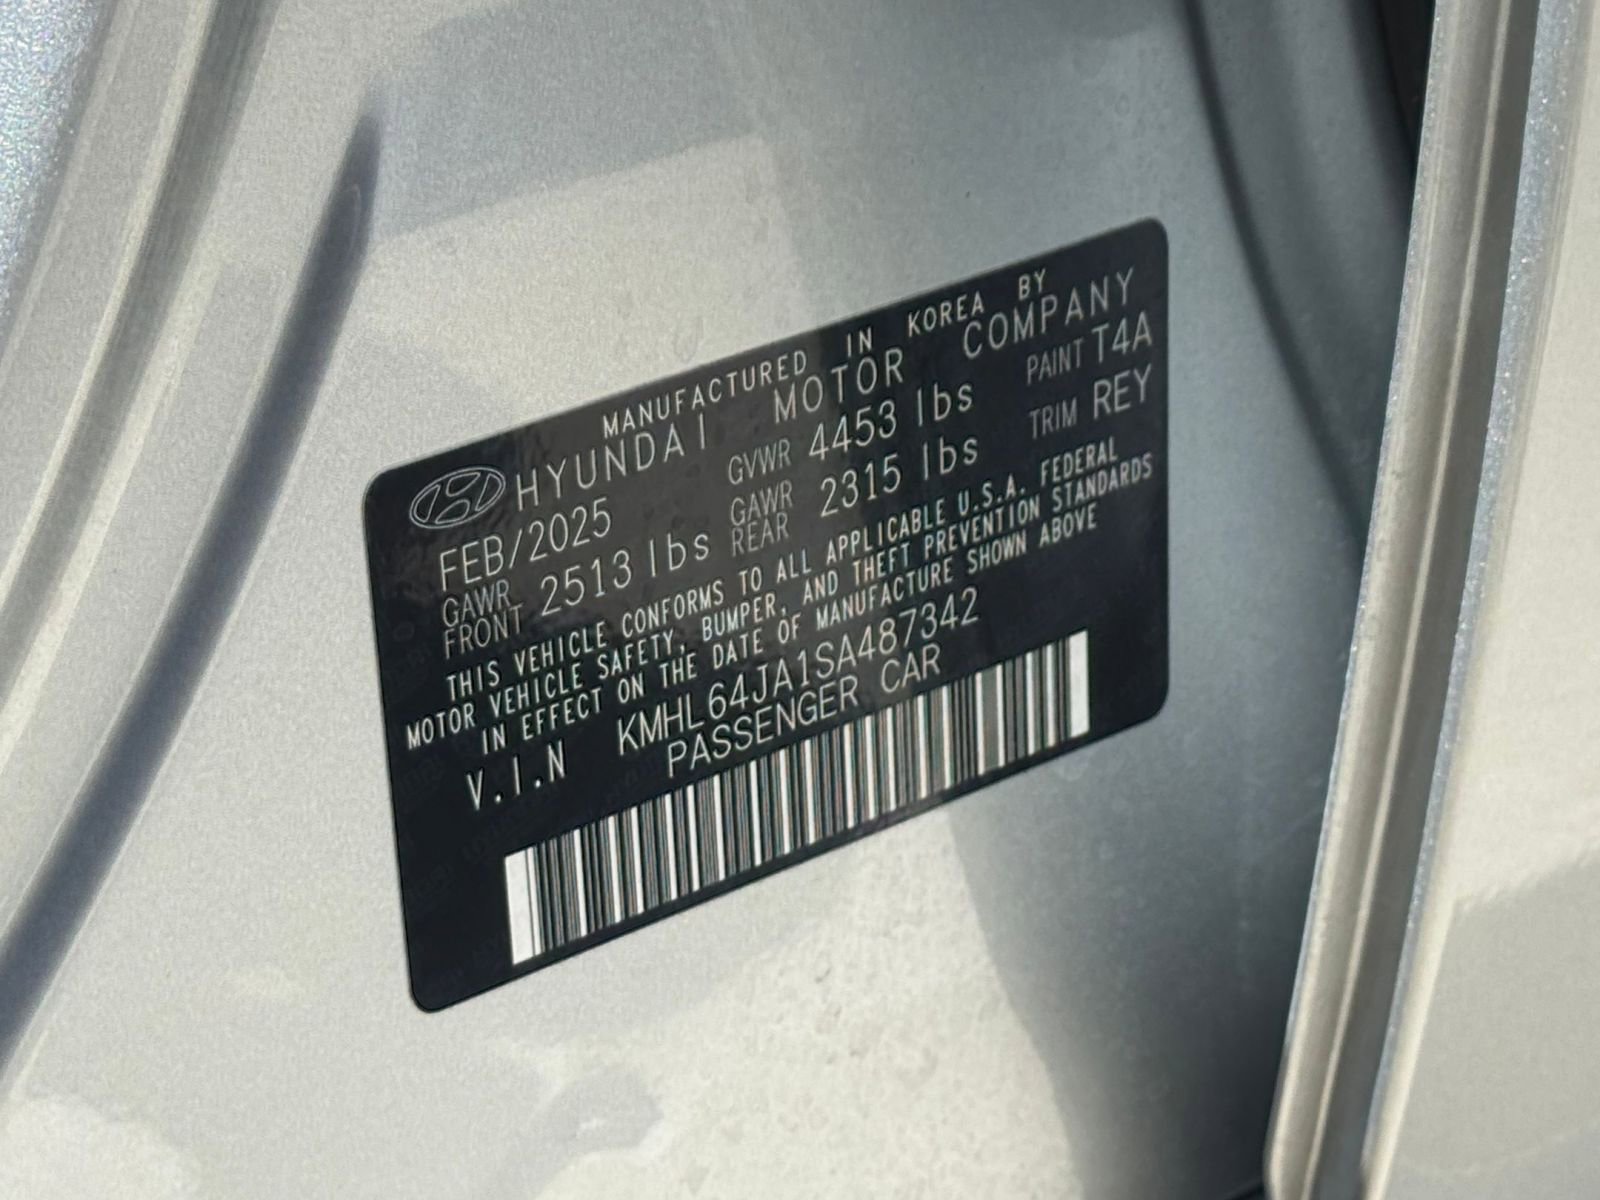 MANUFACTURED IN KOREA BY
HYUNDAI MOTOR COMPANY
FEB/2025 GVWR 4453 lbs PAINT T4A
GAWR FRONT 2513 lbs GAWR REAR 2315 lbs TRIM REY
THIS VEHICLE CONFORMS TO ALL APPLICABLE U.S.A. FEDERAL
MOTOR VEHICLE SAFETY, BUMPER, AND THEFT PREVENTION STANDARDS
IN EFFECT ON THE DATE OF MANUFACTURE SHOWN ABOVE
V.I.N KMHL64JA1SA487342
PASSENGER CAR